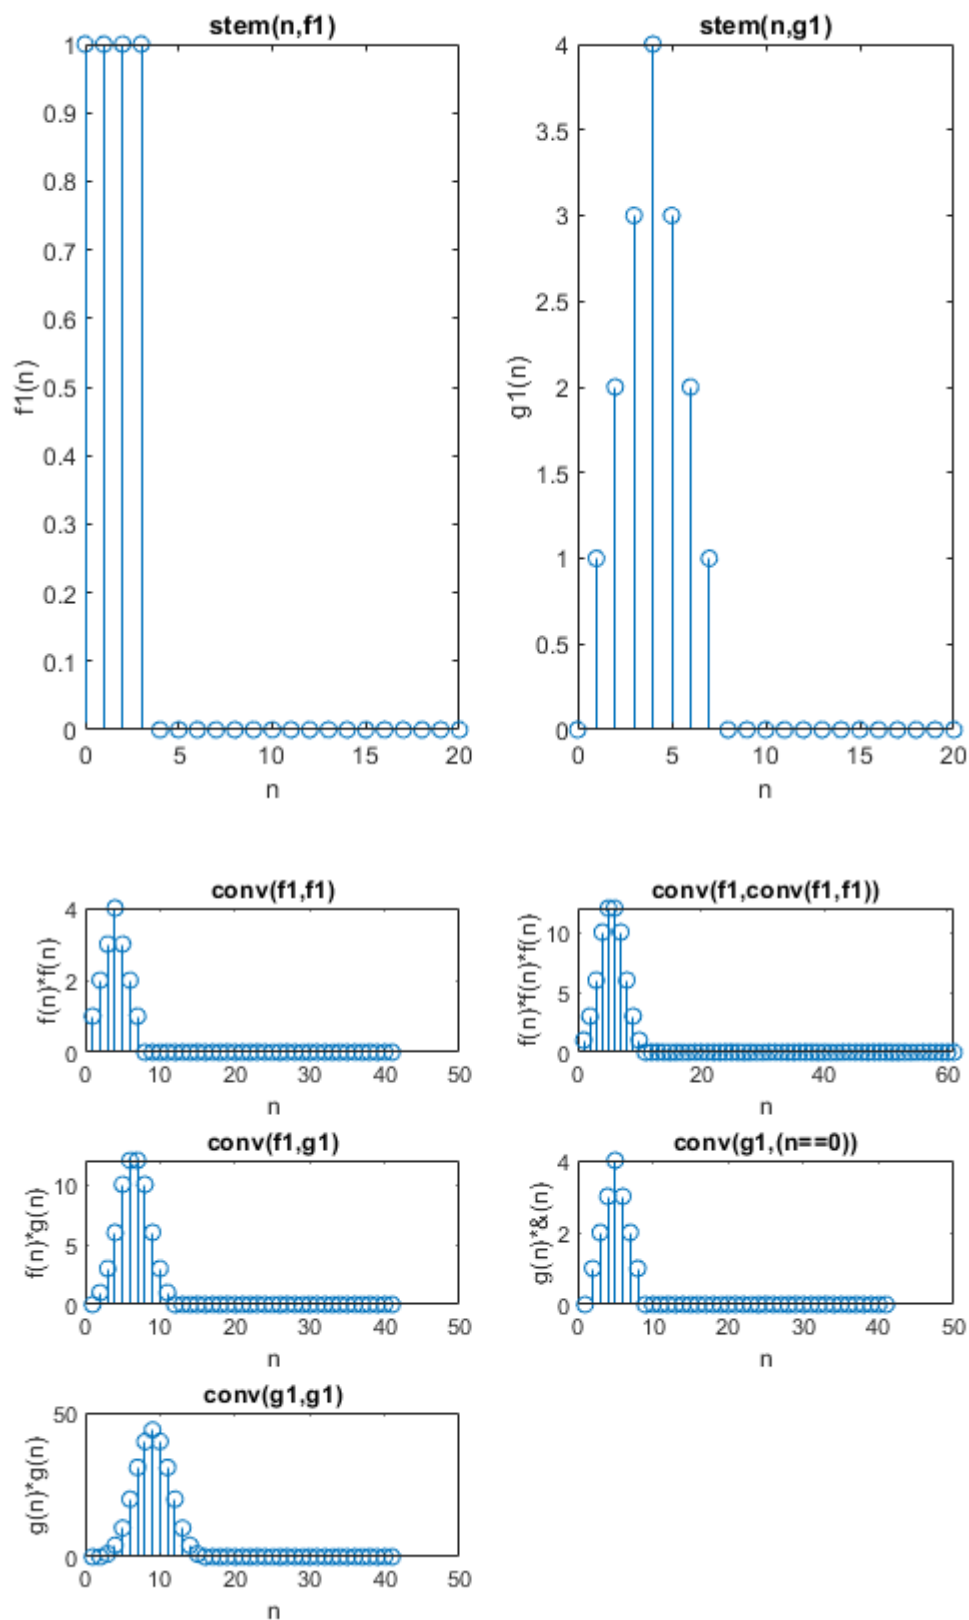 stem(n,f1)
f1(n)
1
0.9
0.8
0.7
0.6
0.5
0.4
0.3
0.2
0.1
0
0 5 10 15 20
n
stem(n,g1)
g1(n)
4
3.5
3
2.5
2
1.5
1
0.5
0
0 5 10 15 20
n
conv(f1,f1)
f(n)*f(n)
4
2
0
0 10 20 30 40 50
n
conv(f1,conv(f1,f1))
f(n)*f(n)*f(n)
10
5
0
0 20 40 60
n
conv(f1,g1)
f(n)*g(n)
10
5
0
0 10 20 30 40 50
n
conv(g1,(n==0))
g(n)*&(n)
4
2
0
0 10 20 30 40 50
n
conv(g1,g1)
g(n)*g(n)
50
0
0 10 20 30 40 50
n